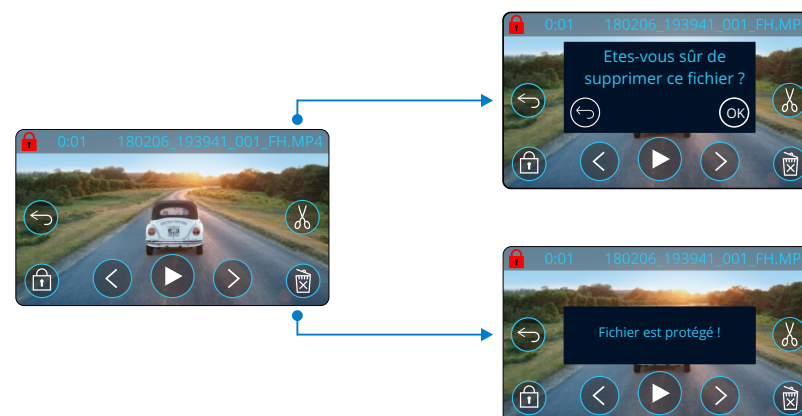 0:01 180206_193941_001_FH.MP4
0:01 180206_193941_001_FH.MP
Etes-vous sûr de
supprimer ce fichier ?
OK
0:01 180206_193941_001_FH.MP
Fichier est protégé !